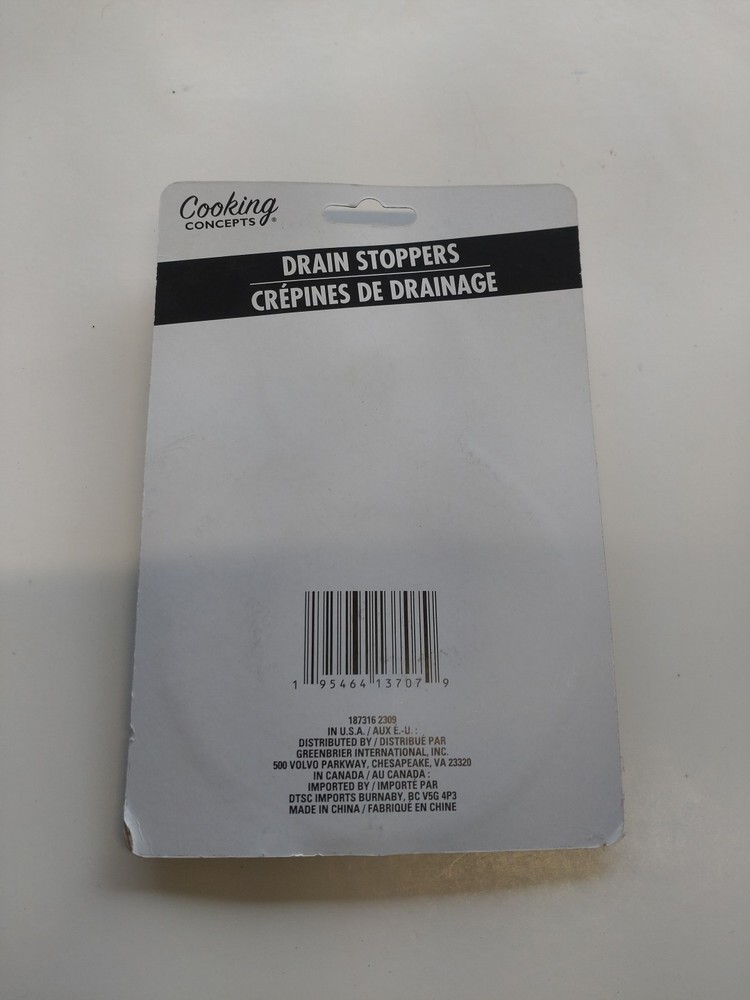 Cooking
CONCEPTS®
DRAIN STOPPERS
CRÉPINES DE DRAINAGE
1 95464 13707 9
187316 2309
IN U.S.A. / AUX É.-U. :
DISTRIBUTED BY / DISTRIBUÉ PAR
GREENBRIER INTERNATIONAL, INC.
500 VOLVO PARKWAY, CHESAPEAKE, VA 23320
IN CANADA / AU CANADA :
IMPORTED BY / IMPORTÉ PAR
DTSC IMPORTS BURNABY, BC V5G 4P3
MADE IN CHINA / FABRIQUÉ EN CHINE